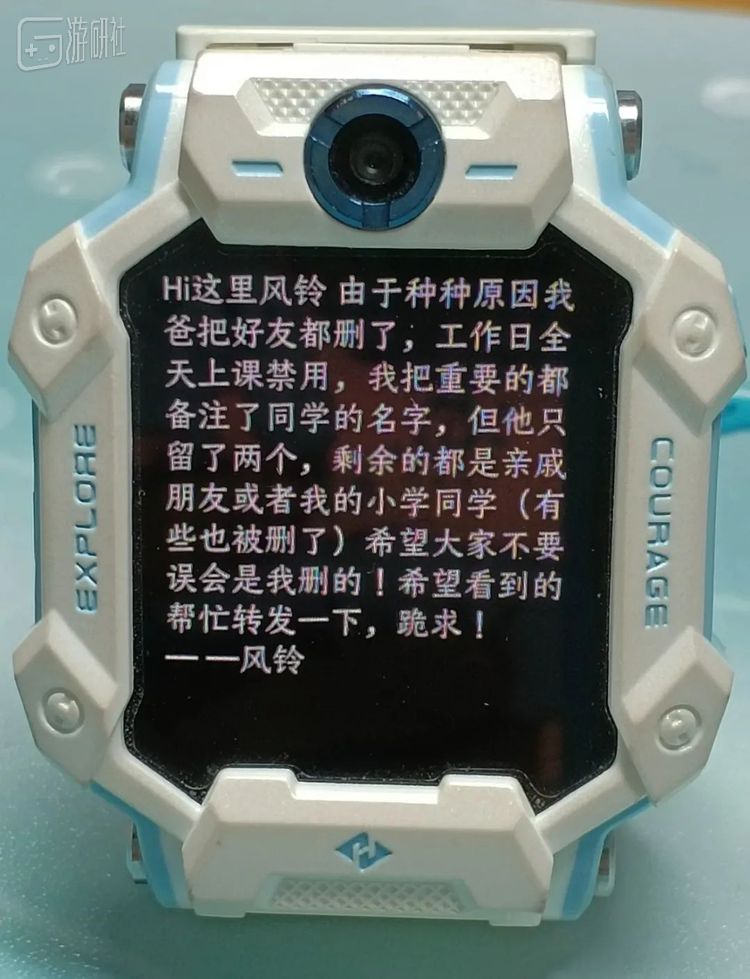 游研社
Hi这里风铃 由于种种原因我
爸把好友都删了，工作日全
天上课禁用，我把重要的都
备注了同学的名字，但他只
留了两个，剩余的都是亲戚
朋友或者我的小学同学（有
些也被删了）希望大家不要
误会是我删的！希望看到的
帮忙转发一下，跪求！
— —一风铃
EXPLORE
COURAGE